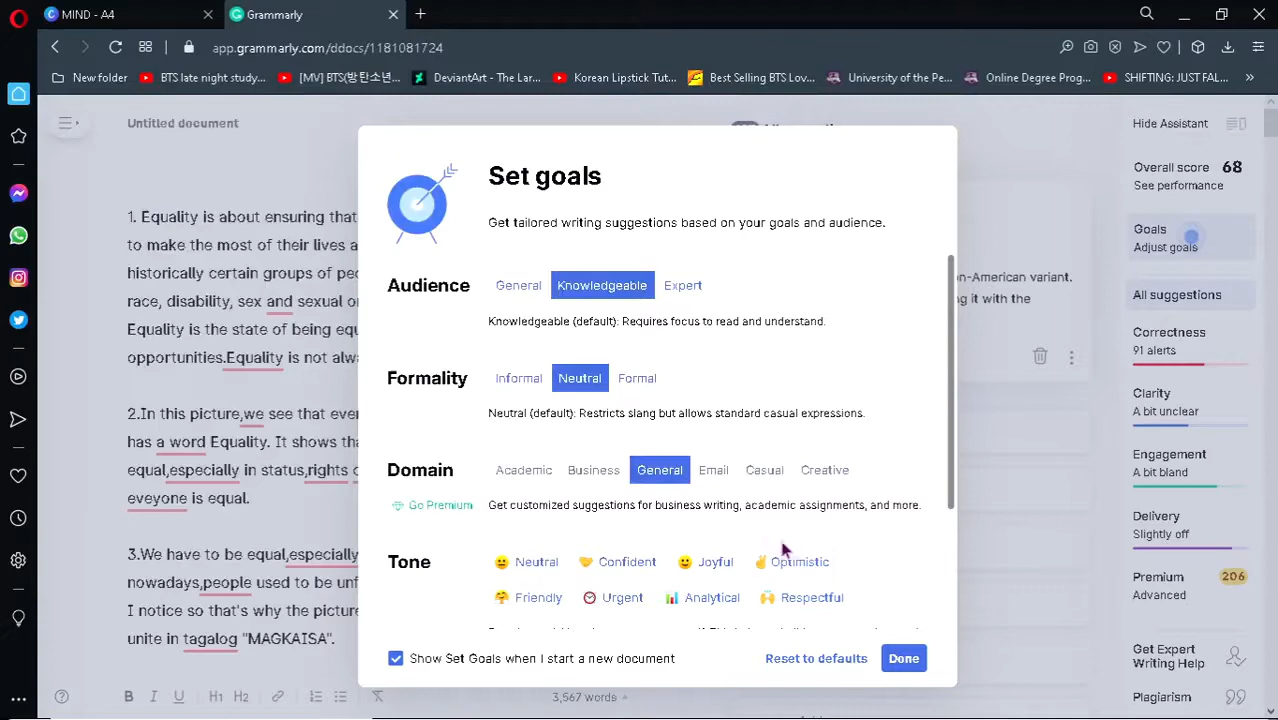 MIND - A4
Grammarly
app.grammarly.com/ddocs/1181081724
New folder
BTS late night study...
[MV] BTS(방탄소년...
DeviantArt - The Lar...
Korean Lipstick Tut...
Best Selling BTS Lov...
University of the Pe...
Online Degree Prog...
SHIFTING: JUST FAL...
Untitled document
1. Equality is about ensuring that
to make the most of their lives a
historically certain groups of peo
race, disability, sex and sexual o
Equality is the state of being equ
opportunities.Equality is not alwa
2.In this picture,we see that ever
has a word Equality. It shows tha
equal,especially in status,rights o
eveyone is equal.
3.We have to be equal,especially
nowadays,people used to be unf
I notice so that's why the picture
unite in tagalog "MAGKAISA".
Set goals
Get tailored writing suggestions based on your goals and audience.
Audience
General
Knowledgeable
Expert
Knowledgeable (default): Requires focus to read and understand.
Formality
Informal
Neutral
Formal
Neutral (default): Restricts slang but allows standard casual expressions.
Domain
Academic
Business
General
Email
Casual
Creative
Go Premium
Get customized suggestions for business writing, academic assignments, and more.
Tone
Neutral
Confident
Joyful
Optimistic
Friendly
Urgent
Analytical
Respectful
Show Set Goals when I start a new document
Reset to defaults
Done
on-American variant.
g it with the
Hide Assistant
Overall score 68
See performance
Goals
Adjust goals
All suggestions
Correctness
91 alerts
Clarity
A bit unclear
Engagement
A bit bland
Delivery
Slightly off
Premium 206
Advanced
Get Expert
Writing Help
Plagiarism
B I U H1 H2
3,567 words